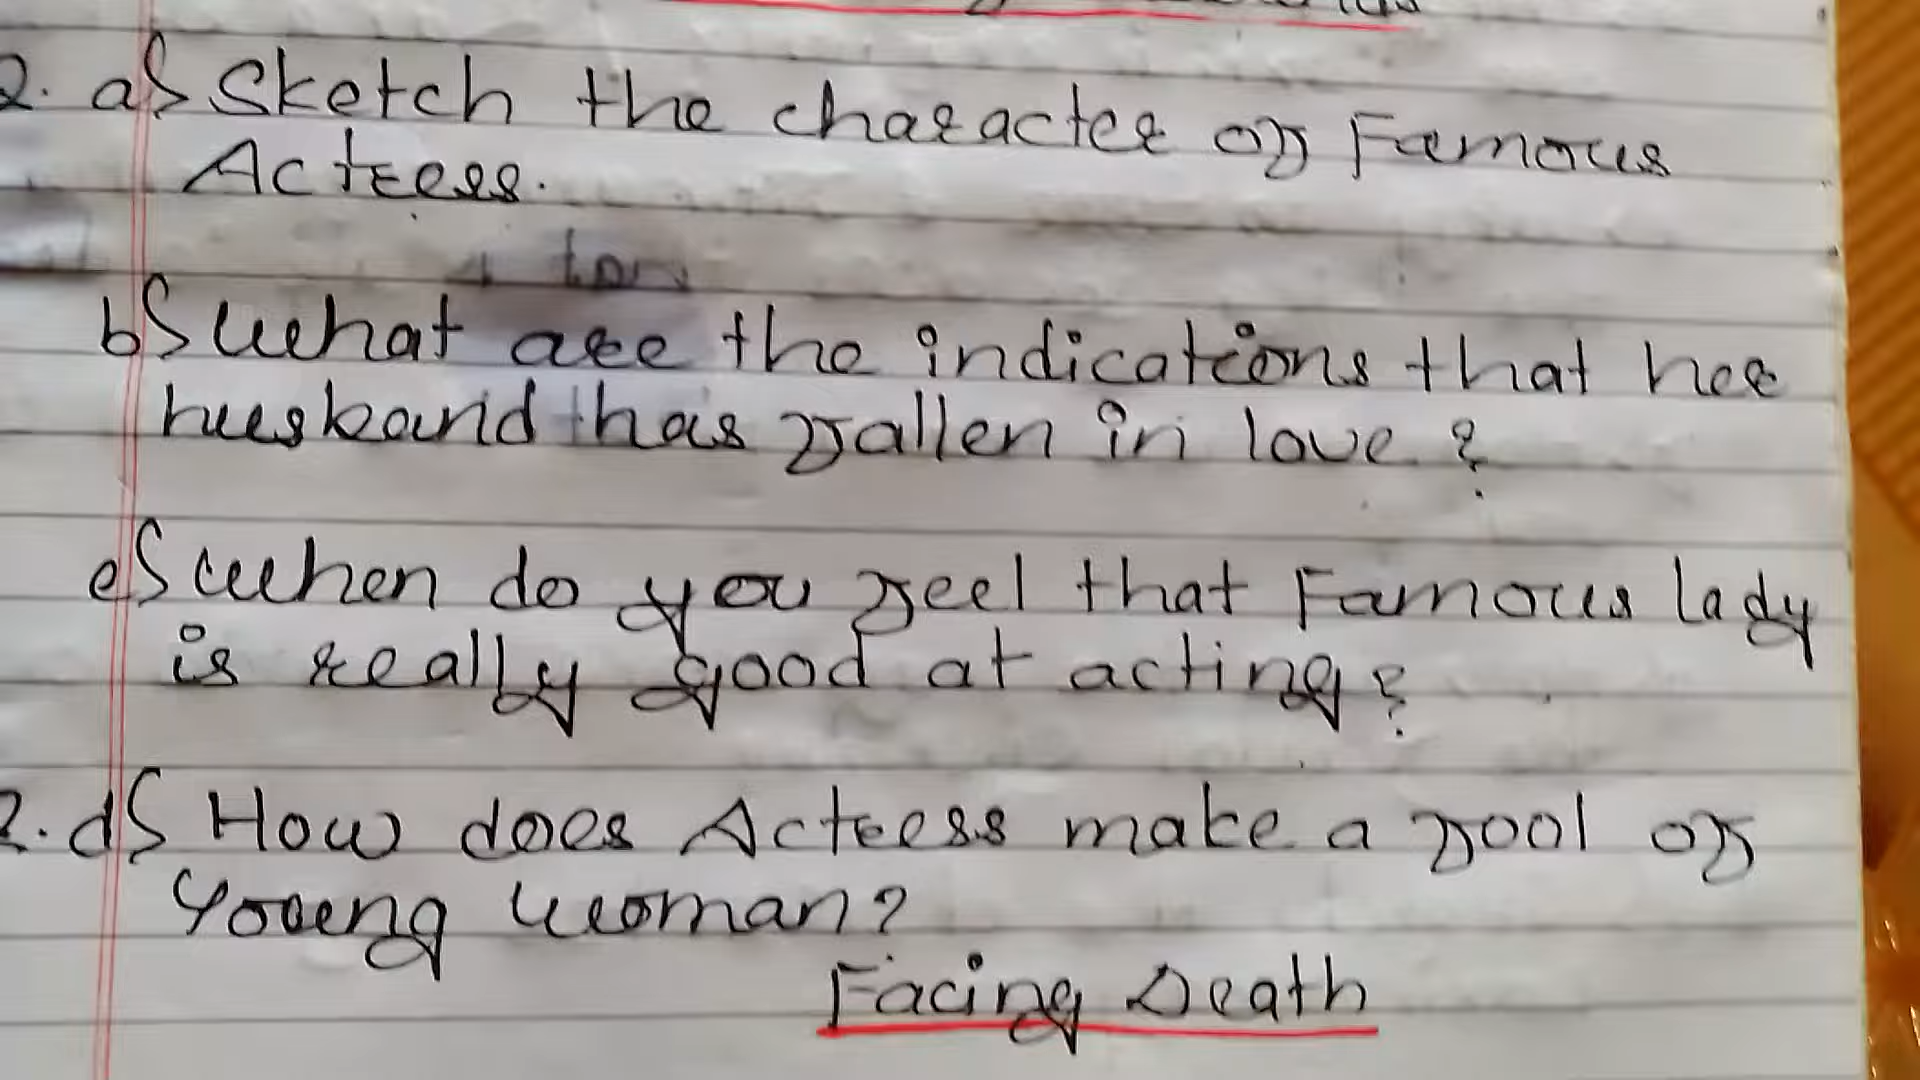 2. a) Sketch the character of Famous
Actress.
b) what are the indications that her
husband has fallen in love?
c) when do you feel that Famous lady
is really good at acting?
2. d) How does Actress make a fool of
Young woman?
Facing Death